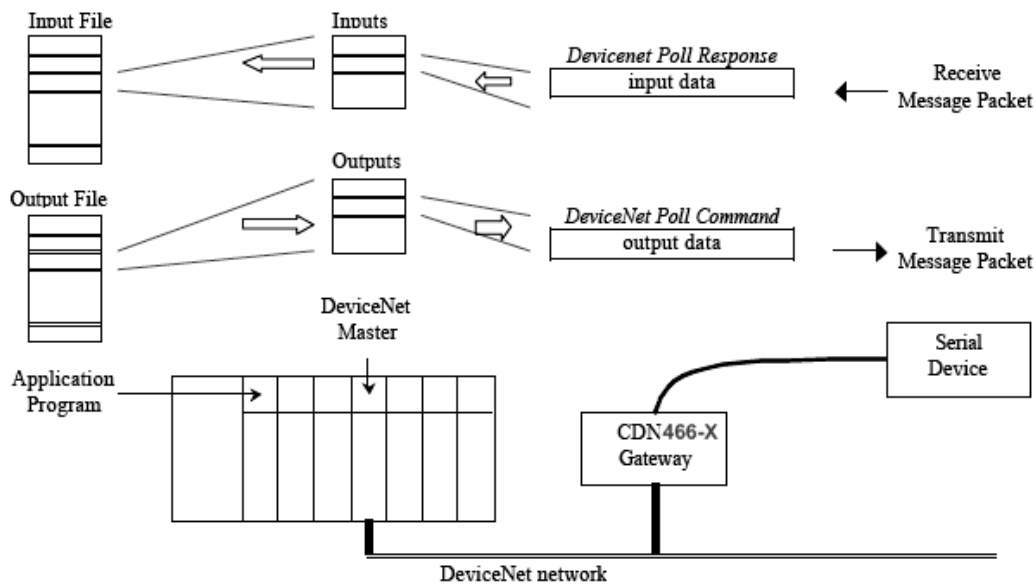 Input File
Inputs
Devicenet Poll Response
input data
Receive
Message Packet
Output File
Outputs
DeviceNet Poll Command
output data
Transmit
Message Packet
DeviceNet
Master
Application
Program
Serial
Device
CDN466-X
Gateway
DeviceNet network